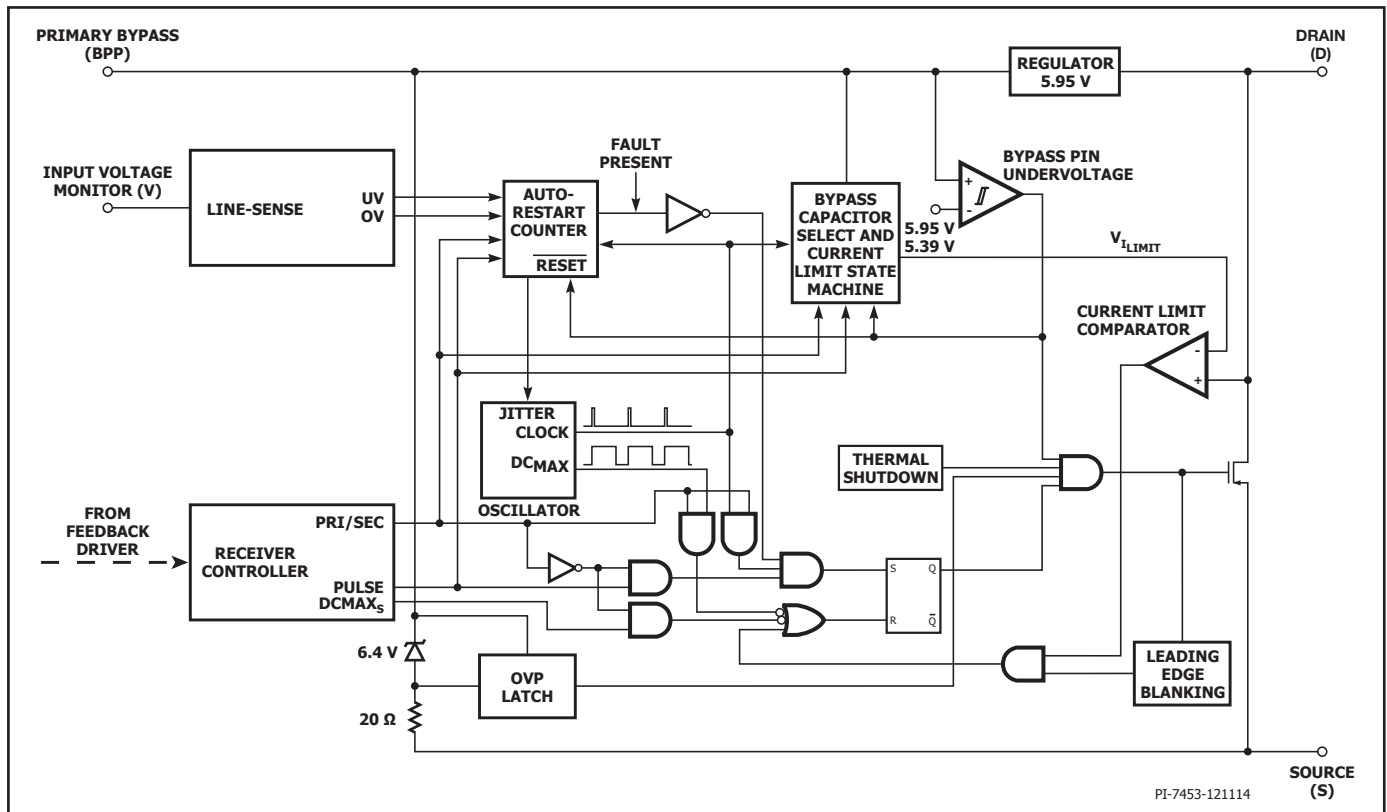 PRIMARY BYPASS
(BPP)
DRAIN
(D)
REGULATOR
5.95 V
INPUT VOLTAGE
MONITOR (V)
LINE-SENSE
UV
OV
AUTO-
RESTART
COUNTER
RESET
FAULT
PRESENT
BYPASS
CAPACITOR
SELECT AND
CURRENT
LIMIT STATE
MACHINE
BYPASS PIN
UNDERVOLTAGE
+
-
5.95 V
5.39 V
VILIMIT
CURRENT LIMIT
COMPARATOR
-
+
JITTER
CLOCK
DCMAX
OSCILLATOR
THERMAL
SHUTDOWN
FROM
FEEDBACK
DRIVER
RECEIVER
CONTROLLER
PRI/SEC
PULSE
DCMAXS
S Q
R Q̅
6.4 V
OVP
LATCH
20 Ω
LEADING
EDGE
BLANKING
SOURCE
(S)
PI-7453-121114